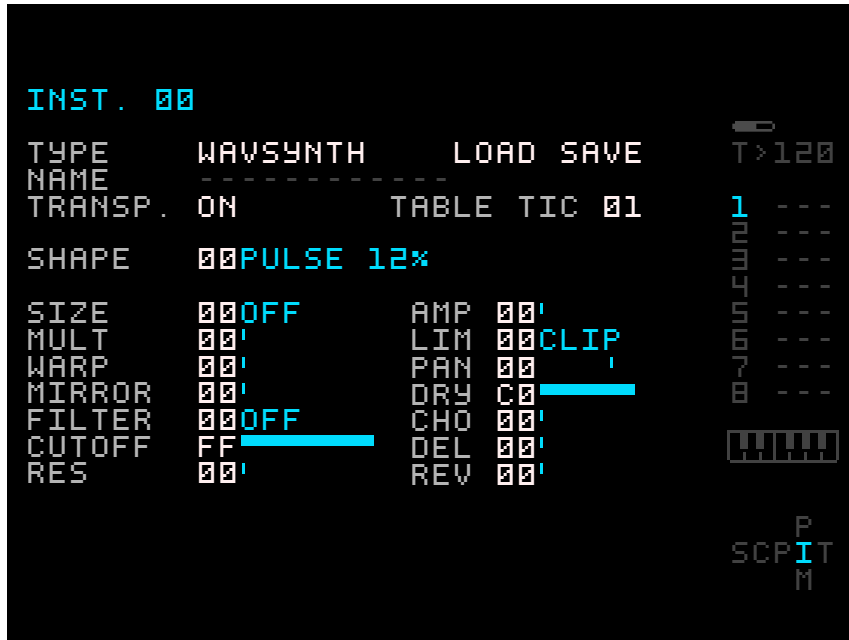 INST. 00
TYPE WAVSYNTH LOAD SAVE T>120
NAME ------------
TRANSP. ON TABLE TIC 01 1 ---
2 ---
SHAPE 00PULSE 12% 3 ---
4 ---
SIZE 00OFF AMP 00 5 ---
MULT 00 LIM 00CLIP 6 ---
WARP 00 PAN 00 7 ---
MIRROR 00 DRY C0 8 ---
FILTER 00OFF CHO 00
CUTOFF FF DEL 00
RES 00 REV 00
P
SCPIT
M